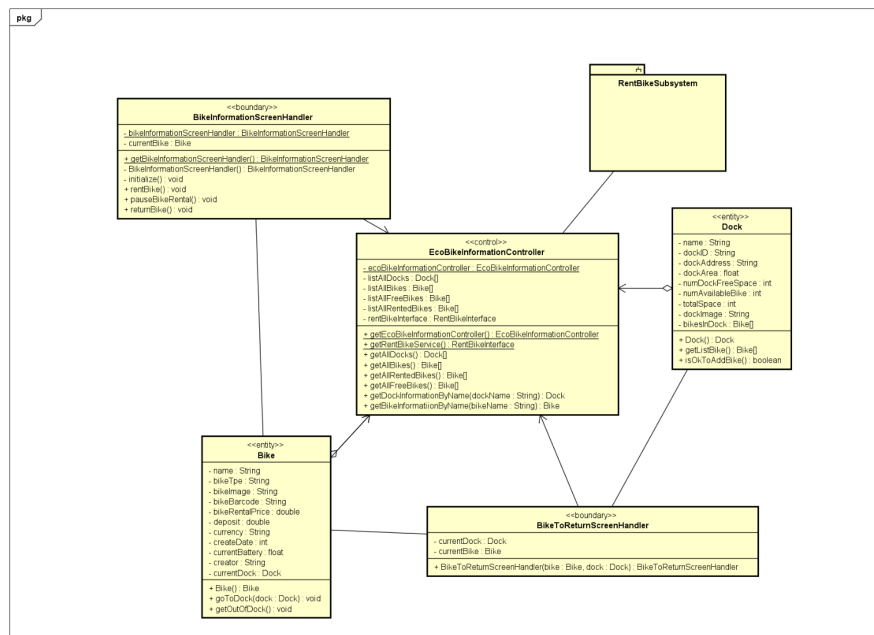 pkg
RentBikeSubsystem
<<boundary>>
BikeInformationScreenHandler
- bikeInformationScreenHandler : BikeInformationScreenHandler
- currentBike : Bike
+ getBikeInformationScreenHandler() : BikeInformationScreenHandler
- BikeInformationScreenHandler() : BikeInformationScreenHandler
- initialize() : void
+ rentBike() : void
+ pauseBikeRental() : void
+ returnBike() : void
<<entity>>
Dock
- name : String
- dockID : String
- dockAddress : String
- dockArea : float
- numDockFreeSpace : int
- numAvailableBike : int
- totalSpace : int
- dockImage : String
- bikesInDock : Bike[]
+ Dock() : Dock
+ getListBike() : Bike[]
+ isOkToAddBike() : boolean
<<control>>
EcoBikeInformationController
- ecoBikeInformationController : EcoBikeInformationController
- listAllDocks : Dock[]
- listAllBikes : Bike[]
- listAllFreeBikes : Bike[]
- listAllRentedBikes : Bike[]
- rentBikeInterface : RentBikeInterface
+ getEcoBikeInformationController() : EcoBikeInformationController
+ getRentBikeService() : RentBikeInterface
+ getAllDocks() : Dock[]
+ getAllBikes() : Bike[]
+ getAllRentedBikes() : Bike[]
+ getAllFreeBikes() : Bike[]
+ getDockInformationByName(dockName : String) : Dock
+ getBikeInformatiionByName(bikeName : String) : Bike
<<entity>>
Bike
- name : String
- bikeTpe : String
- bikeImage : String
- bikeBarcode : String
- bikeRentalPrice : double
- deposit : double
- currency : String
- createDate : int
- currentBattery : float
- creator : String
- currentDock : Dock
+ Bike() : Bike
+ goToDock(dock : Dock) : void
+ getOutOfDock() : void
<<boundary>>
BikeToReturnScreenHandler
- currentDock : Dock
- currentBike : Bike
+ BikeToReturnScreenHandler(bike : Bike, dock : Dock) : BikeToReturnScreenHandler